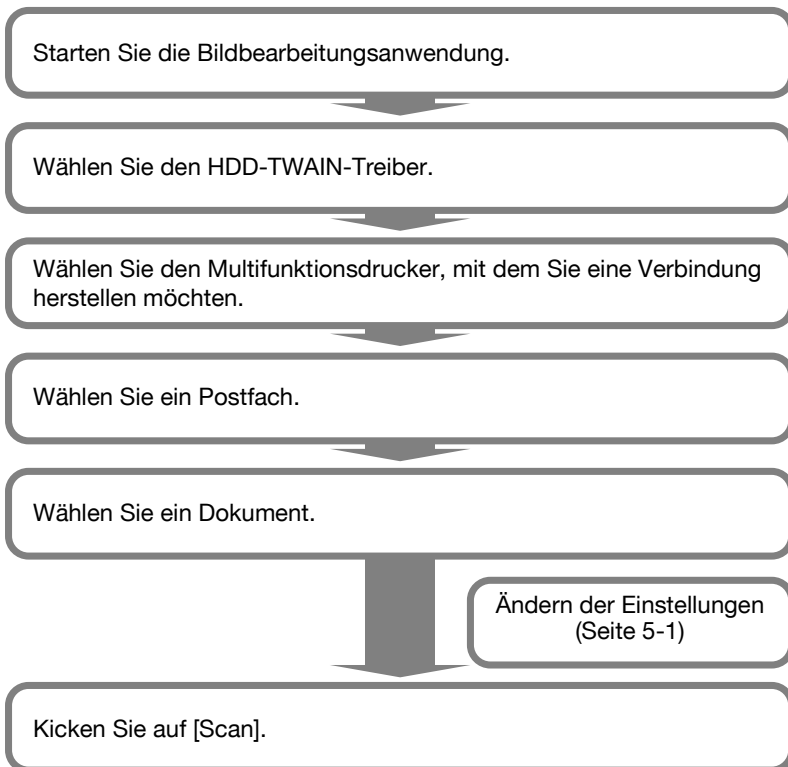 Starten Sie die Bildbearbeitungsanwendung.
Wählen Sie den HDD-TWAIN-Treiber.
Wählen Sie den Multifunktionsdrucker, mit dem Sie eine Verbindung
herstellen möchten.
Wählen Sie ein Postfach.
Wählen Sie ein Dokument.
Ändern der Einstellungen
(Seite 5-1)
Kicken Sie auf [Scan].